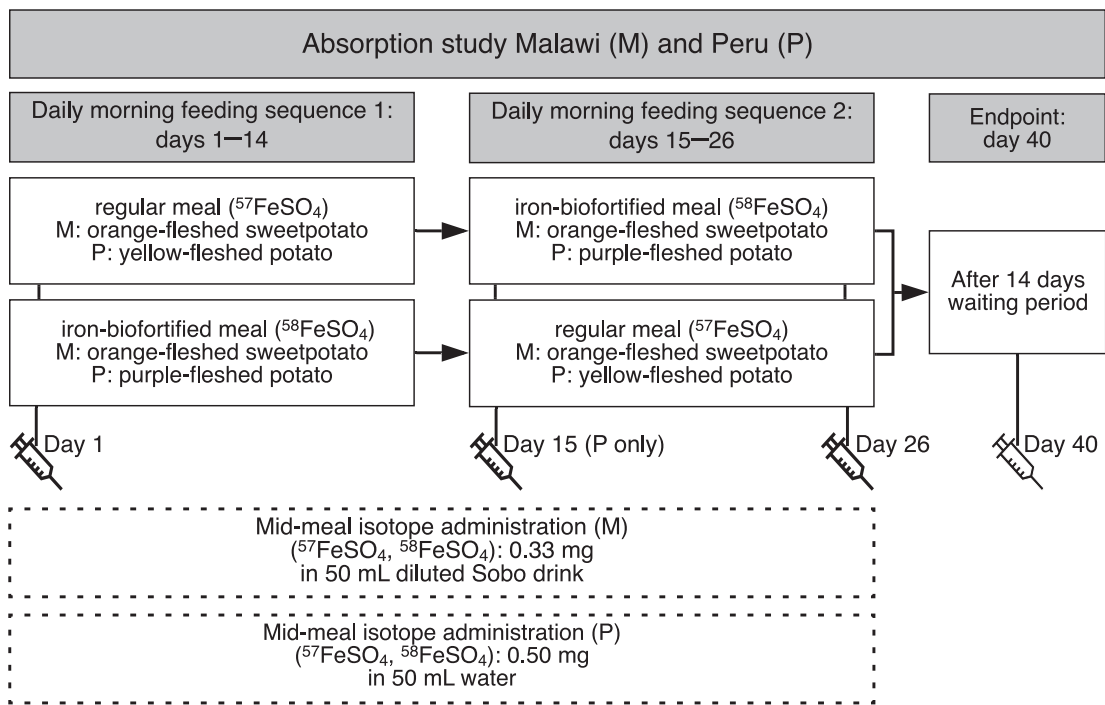 Absorption study Malawi (M) and Peru (P)
Daily morning feeding sequence 1:
days 1–14
Daily morning feeding sequence 2:
days 15–26
Endpoint:
day 40
regular meal (⁵⁷FeSO₄)
M: orange-fleshed sweetpotato
P: yellow-fleshed potato
iron-biofortified meal (⁵⁸FeSO₄)
M: orange-fleshed sweetpotato
P: purple-fleshed potato
After 14 days
waiting period
iron-biofortified meal (⁵⁸FeSO₄)
M: orange-fleshed sweetpotato
P: purple-fleshed potato
regular meal (⁵⁷FeSO₄)
M: orange-fleshed sweetpotato
P: yellow-fleshed potato
Day 1
Day 15 (P only)
Day 26
Day 40
Mid-meal isotope administration (M)
(⁵⁷FeSO₄, ⁵⁸FeSO₄): 0.33 mg
in 50 mL diluted Sobo drink
Mid-meal isotope administration (P)
(⁵⁷FeSO₄, ⁵⁸FeSO₄): 0.50 mg
in 50 mL water